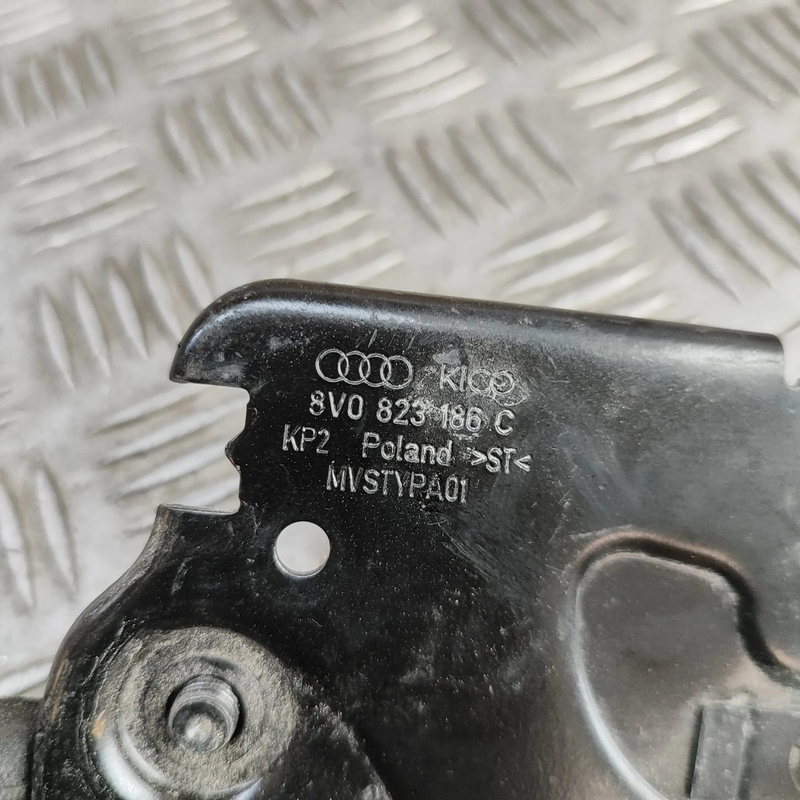 KICO
8V0 823 186 C
KP2 Poland >ST<
MVSTYPA01